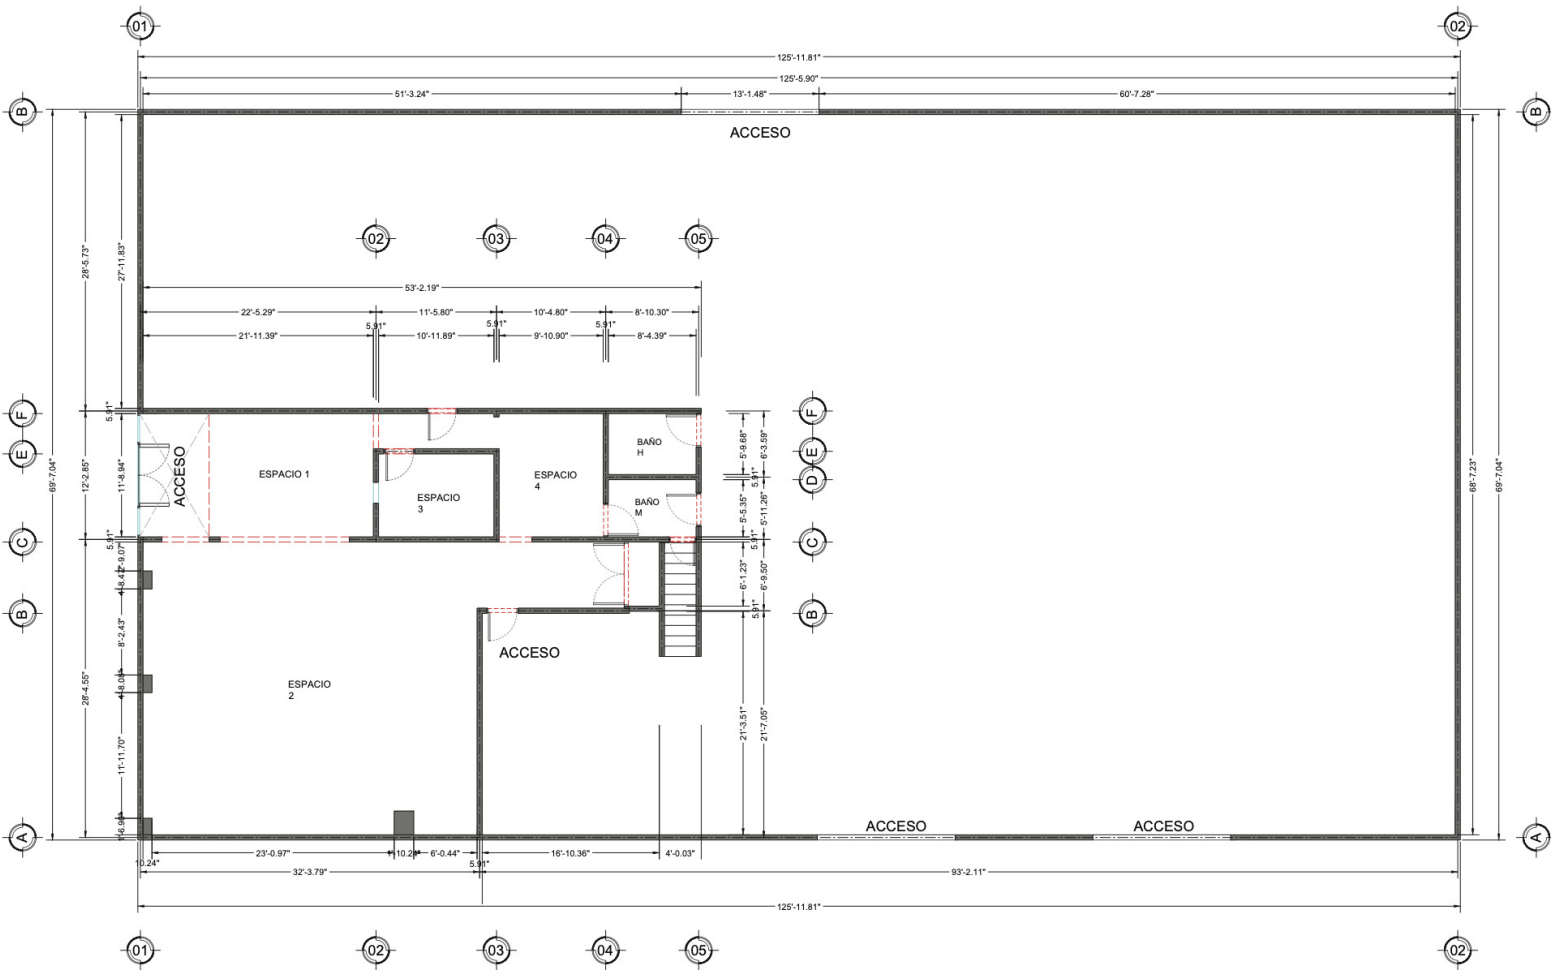 01
02
125'-11.81"
125'-5.90"
51'-3.24"
13'-1.48"
60'-7.28"
B
B
ACCESO
02
03
04
05
28'-5.73"
27'-11.83"
53'-2.19"
22'-5.29"
11'-5.80"
10'-4.80"
8'-10.30"
5.91"
5.91"
5.91"
21'-11.39"
10'-11.89"
9'-10.90"
8'-4.39"
F
E
C
B
5.91"
12'-2.85"
11'-8.94"
5.91"
69'-7.04"
ACCESO
ESPACIO 1
ESPACIO
3
ESPACIO
4
BAÑO
H
BAÑO
M
5'-9.68"
6'-3.59"
5.91"
5'-5.35"
5'-11.26"
5.91"
6'-1.23"
6'-9.50"
5.91"
F
E
D
C
B
68'-7.23"
69'-7.04"
8'-2.43"
28'-4.55"
11'-11.70"
ESPACIO
2
ACCESO
21'-3.51"
21'-7.05"
A
ACCESO
ACCESO
A
10.24"
23'-0.97"
6'-0.44"
5.91"
16'-10.36"
4'-0.03"
32'-3.79"
93'-2.11"
125'-11.81"
01
02
03
04
05
02